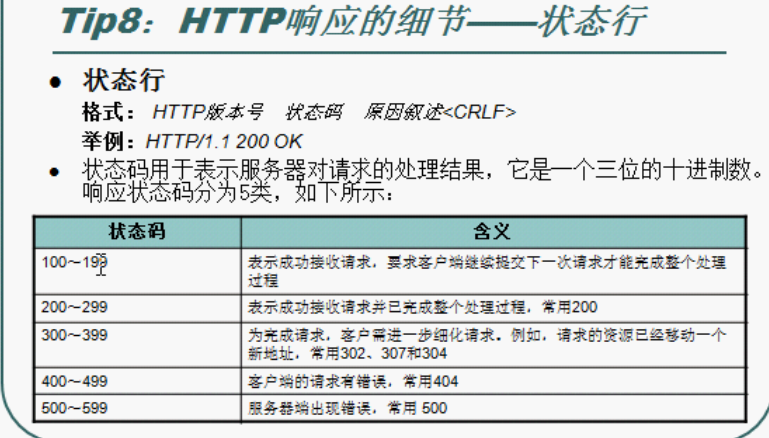 Tip8：HTTP响应的细节——状态行
● 状态行
格式： HTTP版本号 状态码 原因叙述<CRLF>
举例：HTTP/1.1 200 OK
● 状态码用于表示服务器对请求的处理结果，它是一个三位的十进制数。
响应状态码分为5类，如下所示：
状态码 含义
100～199 表示成功接收请求，要求客户端继续提交下一次请求才能完成整个处理
过程
200～299 表示成功接收请求并已完成整个处理过程，常用200
300～399 为完成请求，客户需进一步细化请求。例如，请求的资源已经移动一个
新地址，常用302、307和304
400～499 客户端的请求有错误，常用404
500～599 服务器端出现错误，常用 500